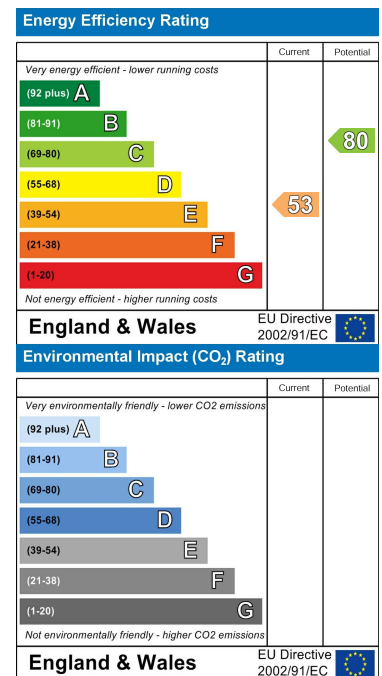 Energy Efficiency Rating
Current Potential
Very energy efficient - lower running costs
(92 plus) A
(81-91) B
(69-80) C
(55-68) D
(39-54) E
(21-38) F
(1-20) G
80
53
Not energy efficient - higher running costs
England & Wales
EU Directive
2002/91/EC
Environmental Impact (CO₂) Rating
Current Potential
Very environmentally friendly - lower CO2 emissions
(92 plus) A
(81-91) B
(69-80) C
(55-68) D
(39-54) E
(21-38) F
(1-20) G
Not environmentally friendly - higher CO2 emissions
England & Wales
EU Directive
2002/91/EC